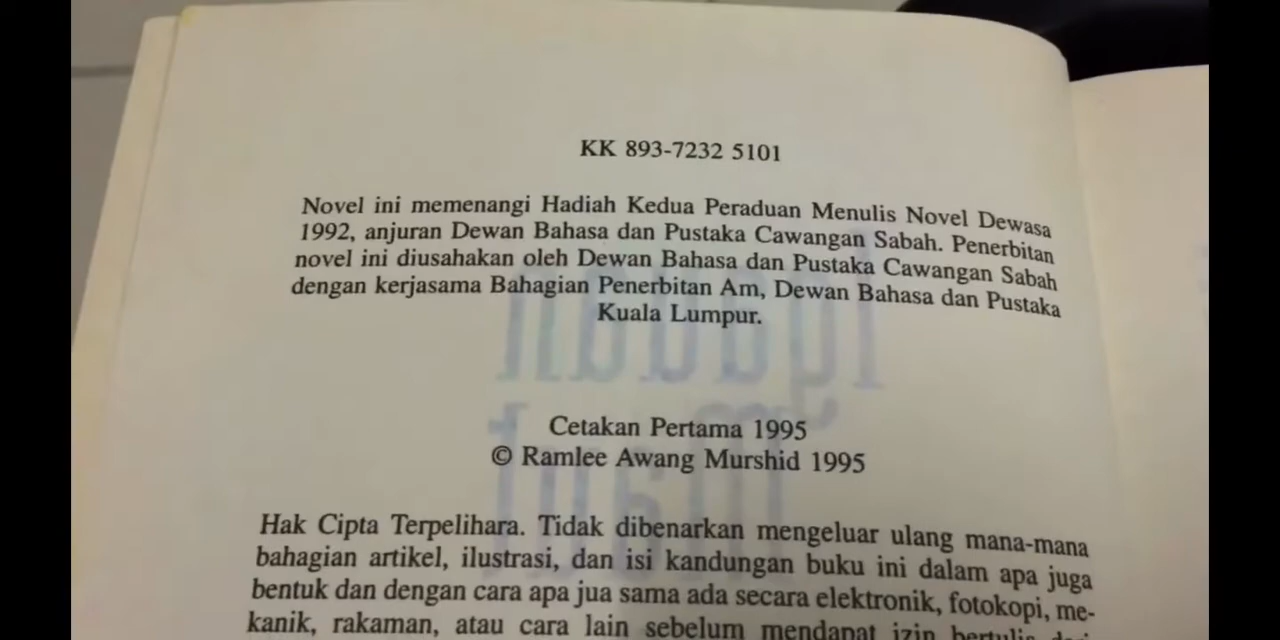 KK 893-7232 5101
Novel ini memenangi Hadiah Kedua Peraduan Menulis Novel Dewasa
1992, anjuran Dewan Bahasa dan Pustaka Cawangan Sabah. Penerbitan
novel ini diusahakan oleh Dewan Bahasa dan Pustaka Cawangan Sabah
dengan kerjasama Bahagian Penerbitan Am, Dewan Bahasa dan Pustaka
Kuala Lumpur.
Cetakan Pertama 1995
© Ramlee Awang Murshid 1995
Hak Cipta Terpelihara. Tidak dibenarkan mengeluar ulang mana-mana
bahagian artikel, ilustrasi, dan isi kandungan buku ini dalam apa juga
bentuk dan dengan cara apa jua sama ada secara elektronik, fotokopi, me-
kanik, rakaman, atau cara lain sebelum mendapat izin bertulis